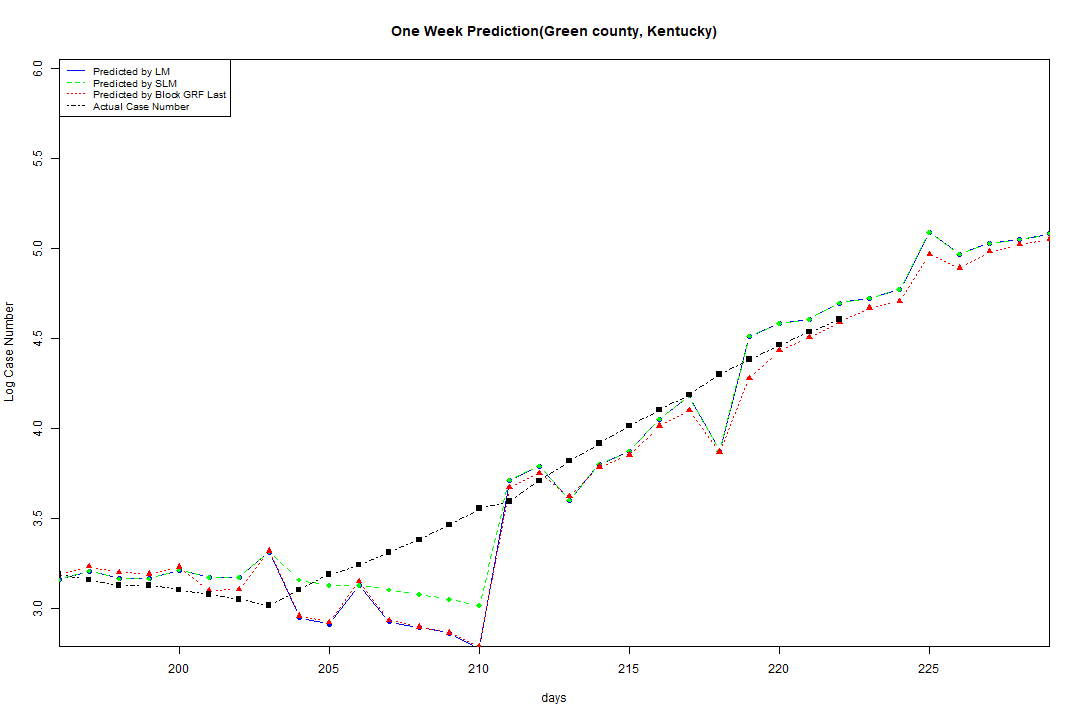 One Week Prediction(Green county, Kentucky)
Predicted by LM
Predicted by SLM
Predicted by Block GRF Last
Actual Case Number
6.0
5.5
5.0
4.5
4.0
3.5
3.0
Log Case Number
200 205 210 215 220 225
days